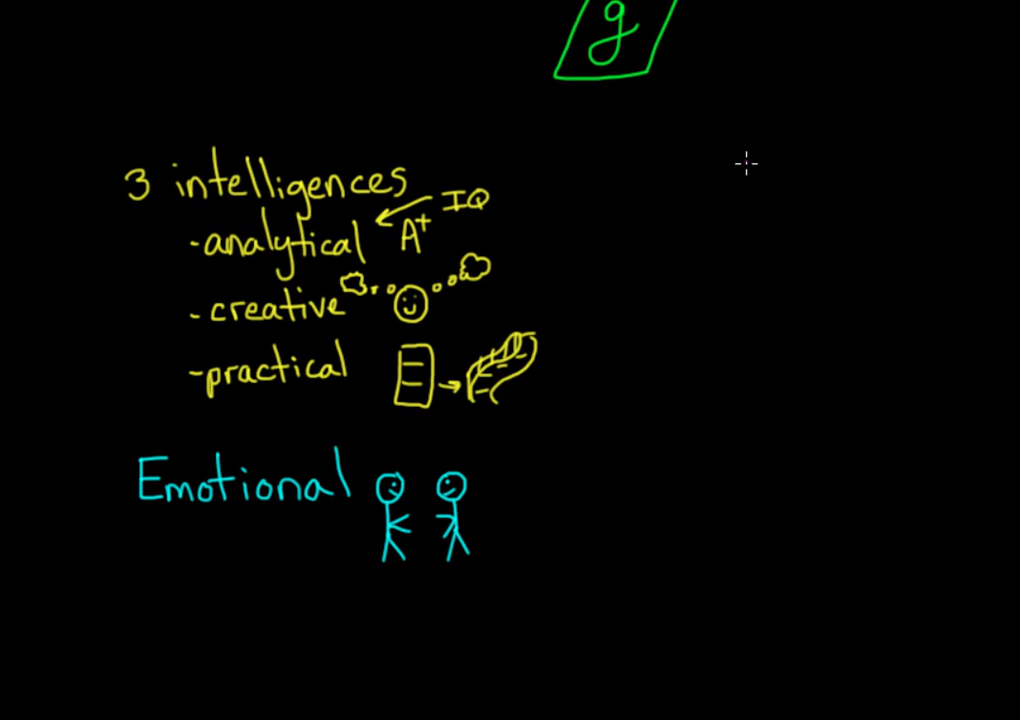 g
3 intelligences
IQ
-analytical A+
-creative
-practical
Emotional